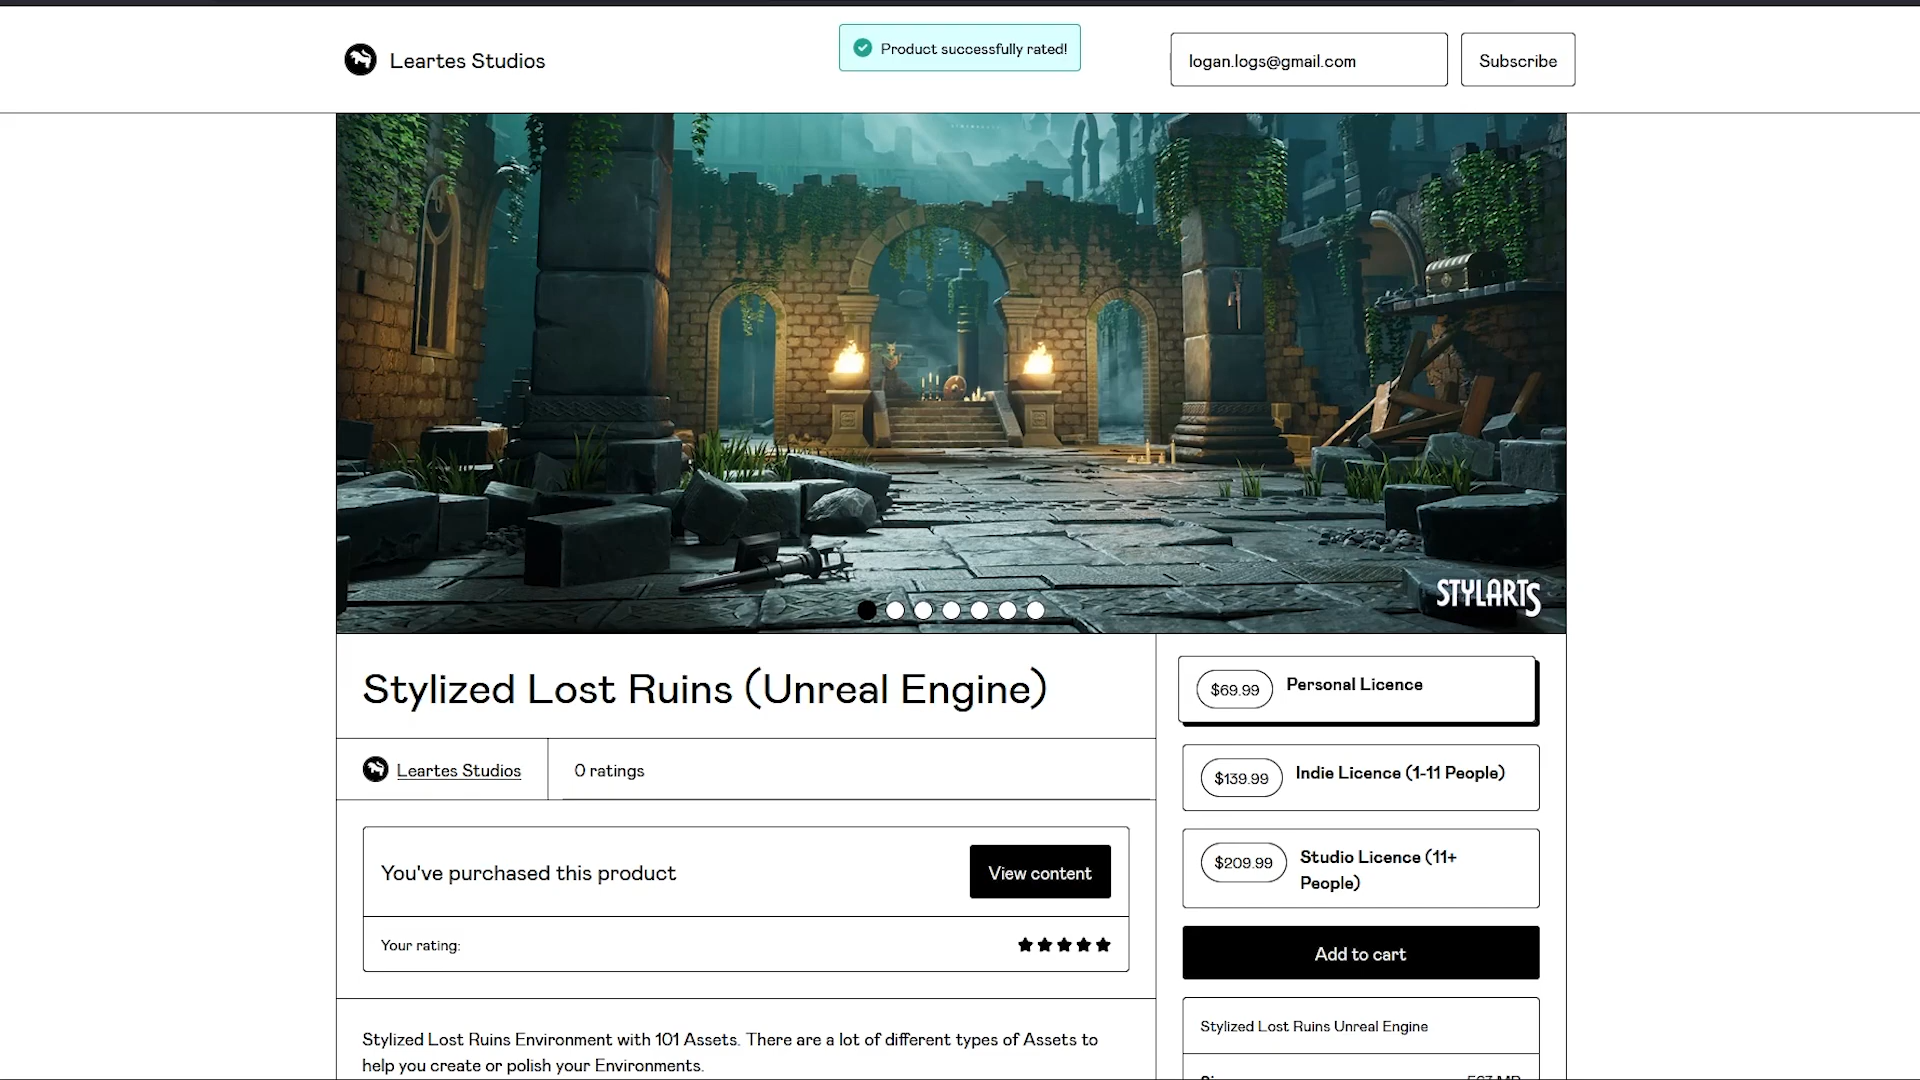 Leartes Studios
Product successfully rated!
logan.logs@gmail.com
Subscribe
STYLARTS
Stylized Lost Ruins (Unreal Engine)
Leartes Studios
0 ratings
You've purchased this product
View content
Your rating:
Stylized Lost Ruins Environment with 101 Assets. There are a lot of different types of Assets to
help you create or polish your Environments.
$69.99 Personal Licence
$139.99 Indie Licence (1-11 People)
$209.99 Studio Licence (11+
People)
Add to cart
Stylized Lost Ruins Unreal Engine